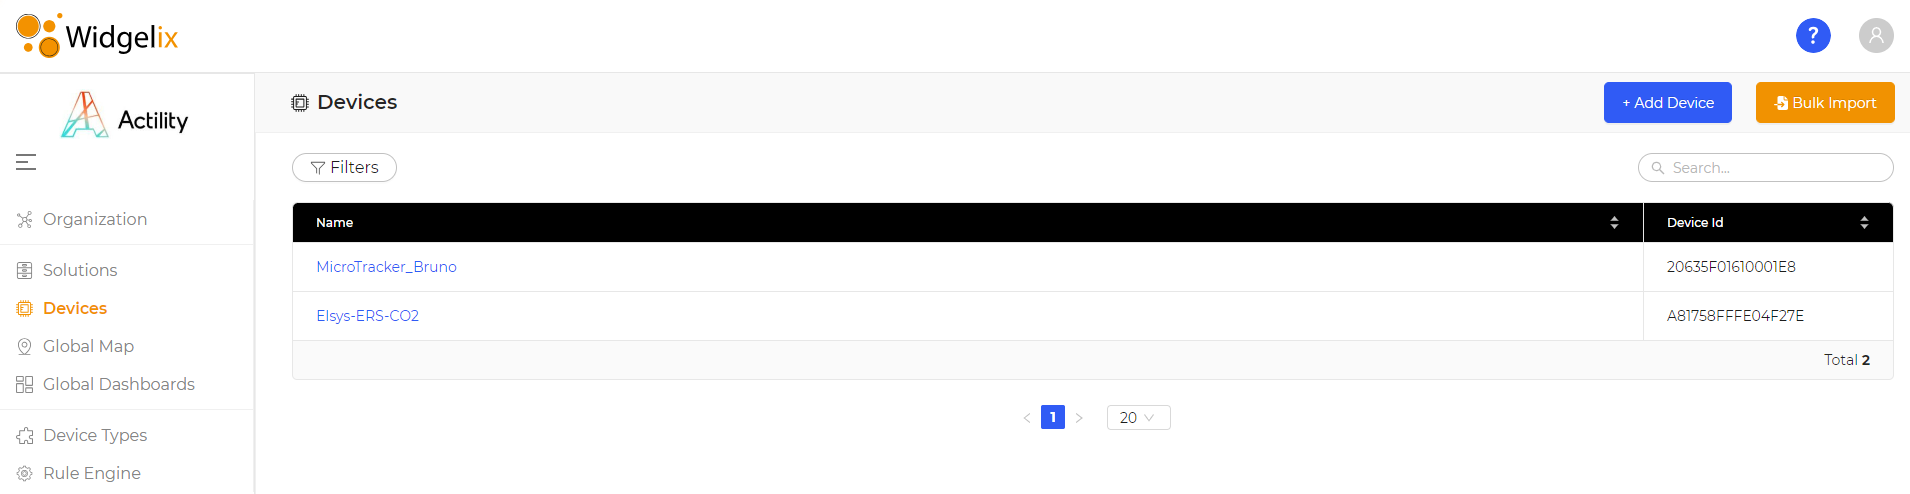 Widgelix
?
Actility
Devices
+ Add Device
Bulk Import
Filters
Search...
Organization
Solutions
Devices
Global Map
Global Dashboards
Device Types
Rule Engine
Name
Device Id
MicroTracker_Bruno
20635F01610001E8
Elsys-ERS-CO2
A81758FFFE04F27E
Total 2
< 1 >
20